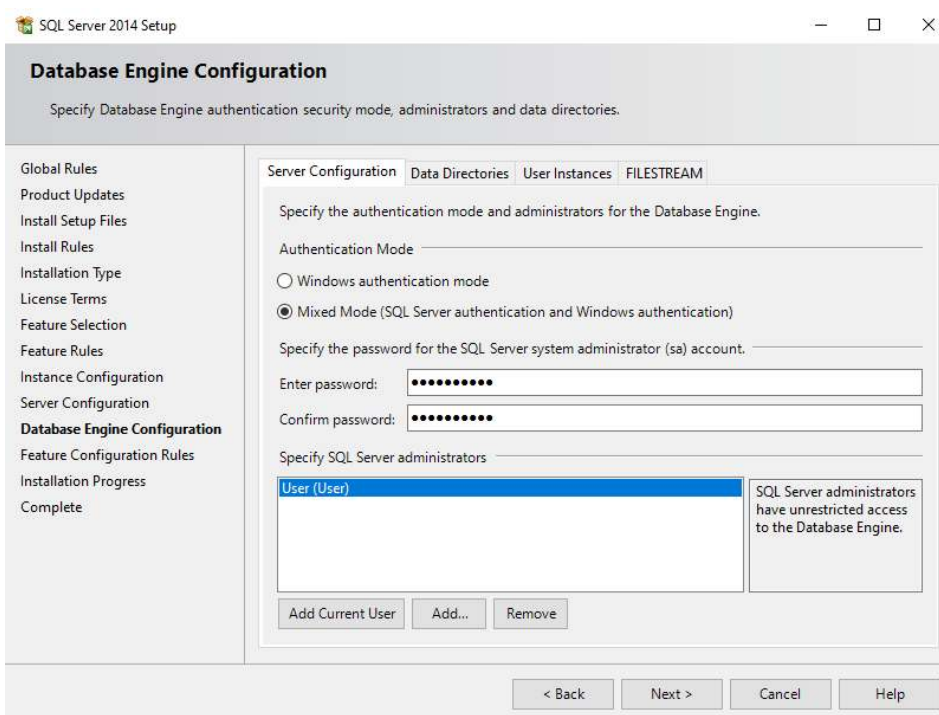 SQL Server 2014 Setup
Database Engine Configuration
Specify Database Engine authentication security mode, administrators and data directories.
Global Rules
Product Updates
Install Setup Files
Install Rules
Installation Type
License Terms
Feature Selection
Feature Rules
Instance Configuration
Server Configuration
Database Engine Configuration
Feature Configuration Rules
Installation Progress
Complete
Server Configuration Data Directories User Instances FILESTREAM
Specify the authentication mode and administrators for the Database Engine.
Authentication Mode
Windows authentication mode
Mixed Mode (SQL Server authentication and Windows authentication)
Specify the password for the SQL Server system administrator (sa) account.
Enter password: ●●●●●●●●●●
Confirm password: ●●●●●●●●●●
Specify SQL Server administrators
User (User)
SQL Server administrators
have unrestricted access
to the Database Engine.
Add Current User Add... Remove
< Back Next > Cancel Help